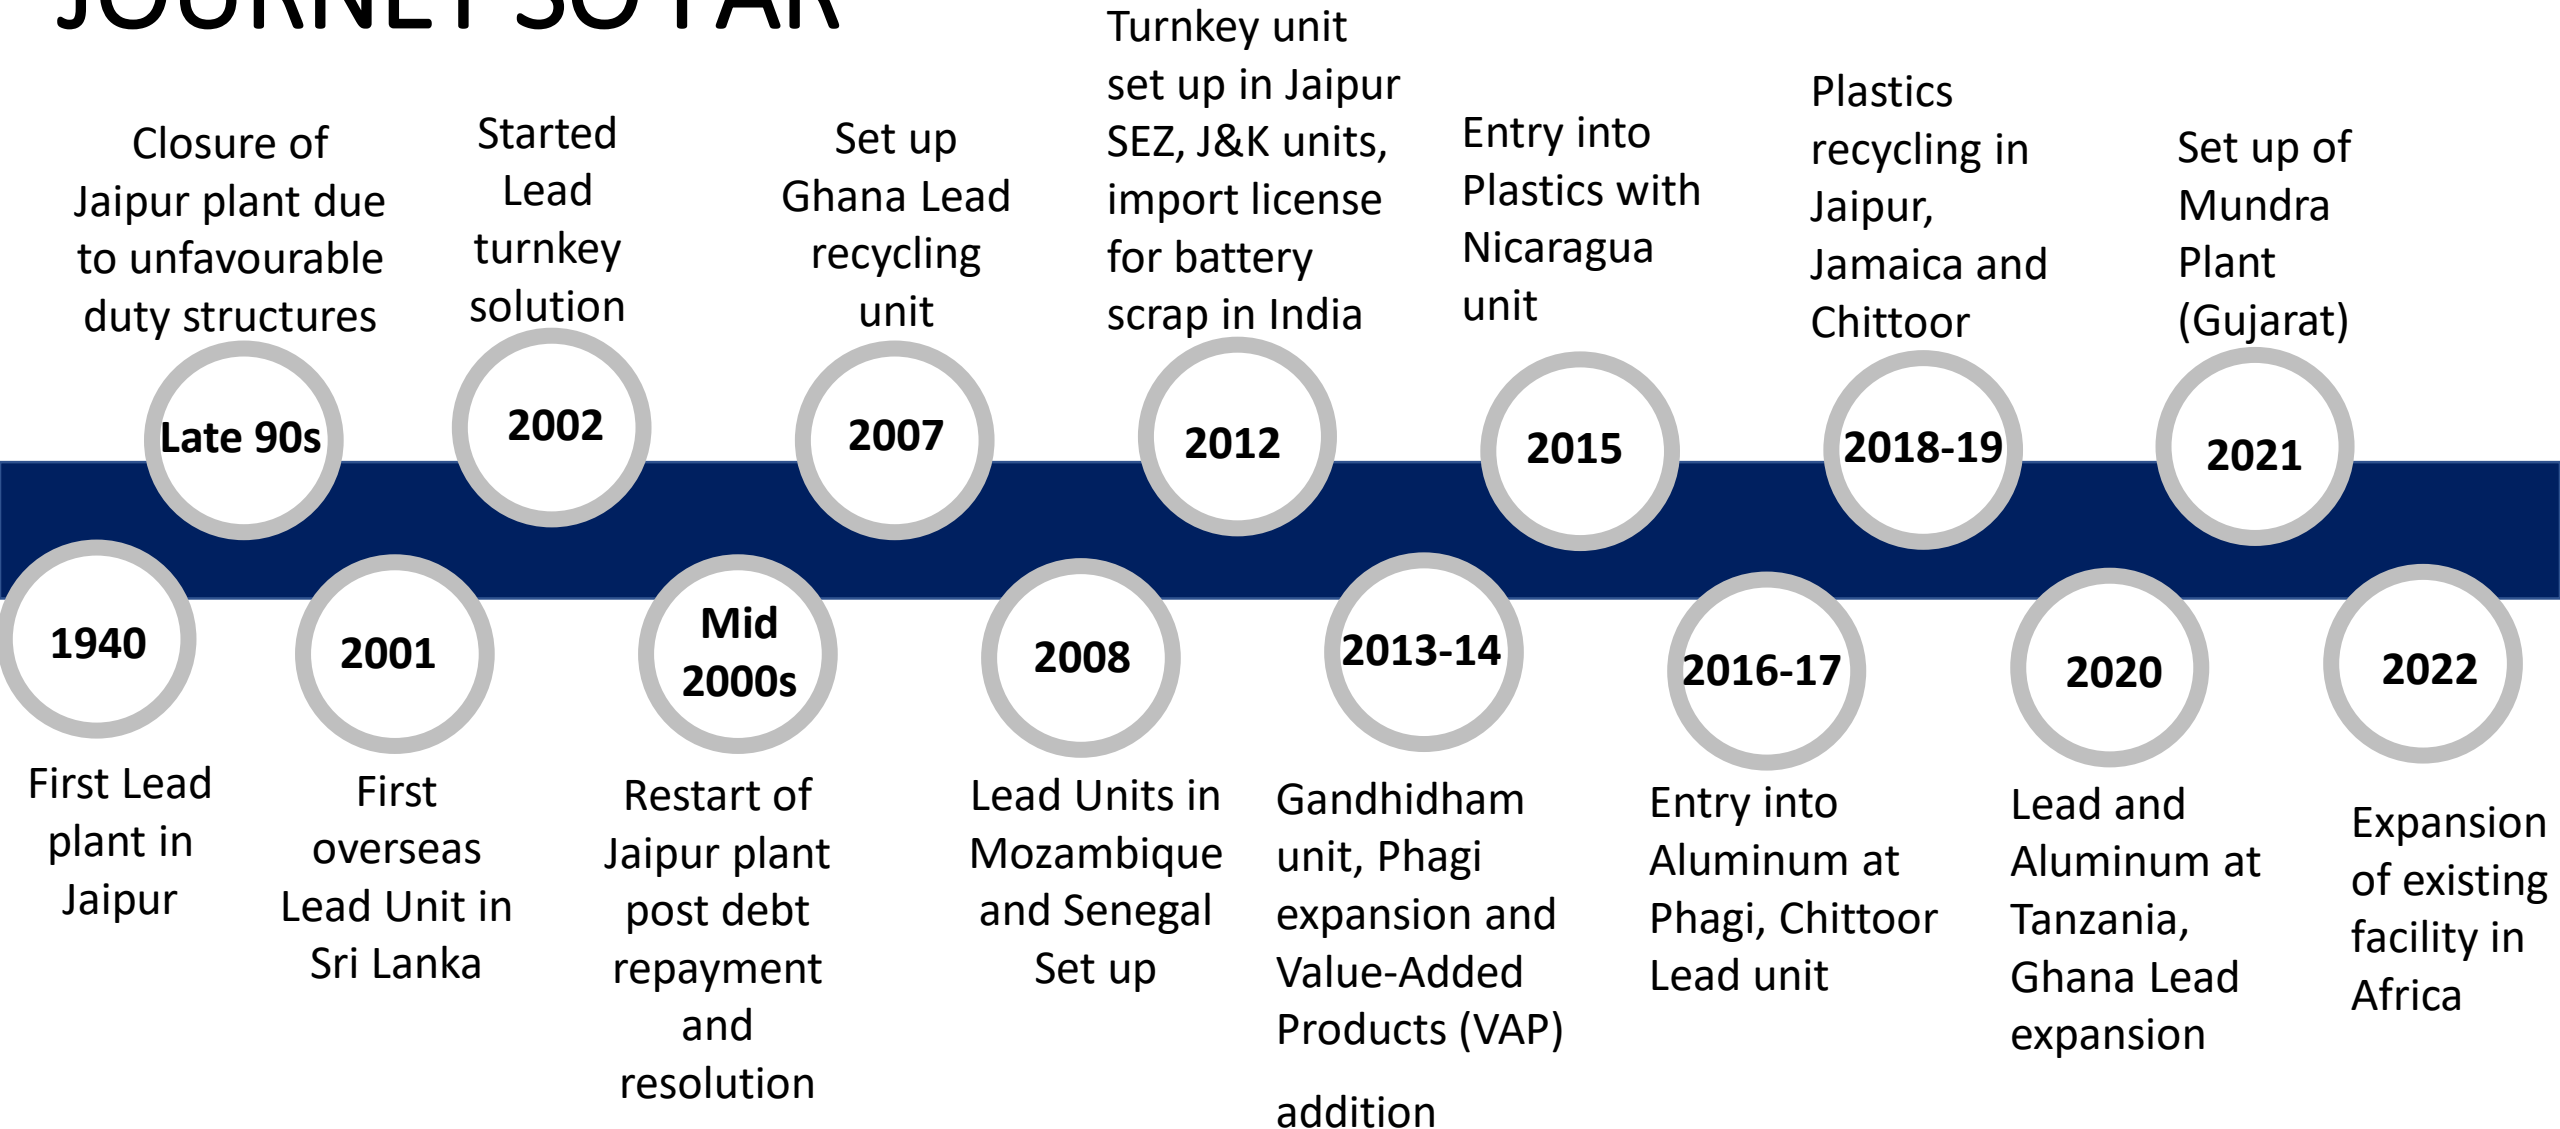 JOURNEY SO FAR
Closure of
Jaipur plant due
to unfavourable
duty structures
Started
Lead
turnkey
solution
Set up
Ghana Lead
recycling
unit
Turnkey unit
set up in Jaipur
SEZ, J&K units,
import license
for battery
scrap in India
Entry into
Plastics with
Nicaragua
unit
Plastics
recycling in
Jaipur,
Jamaica and
Chittoor
Set up of
Mundra
Plant
(Gujarat)
Late 90s
2002
2007
2012
2015
2018-19
2021
1940
2001
Mid
2000s
2008
2013-14
2016-17
2020
2022
First Lead
plant in
Jaipur
First
overseas
Lead Unit in
Sri Lanka
Restart of
Jaipur plant
post debt
repayment
and
resolution
Lead Units in
Mozambique
and Senegal
Set up
Gandhidham
unit, Phagi
expansion and
Value-Added
Products (VAP)
addition
Entry into
Aluminum at
Phagi, Chittoor
Lead unit
Lead and
Aluminum at
Tanzania,
Ghana Lead
expansion
Expansion
of existing
facility in
Africa